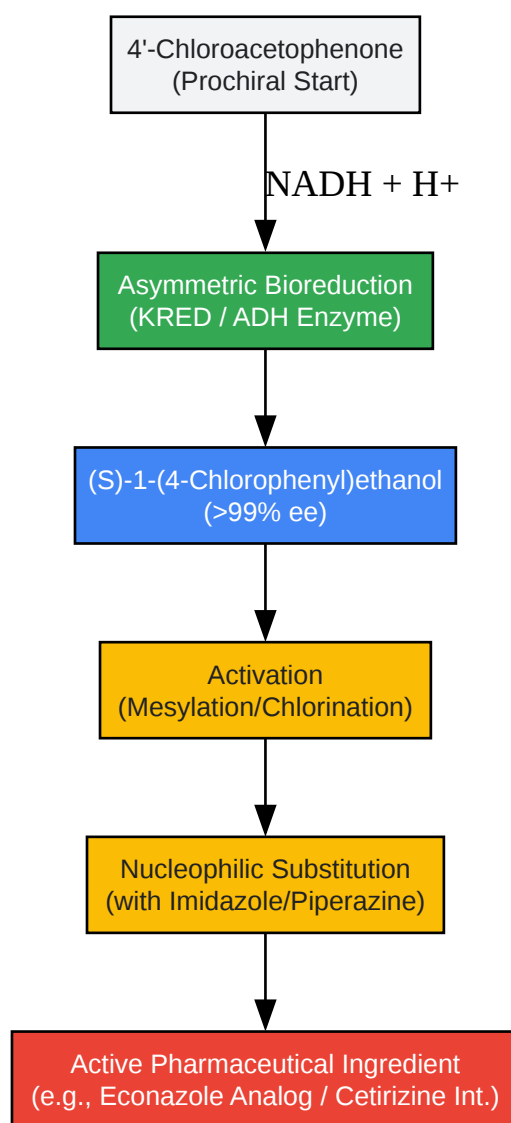 4'-Chloroacetophenone
(Prochiral Start)
NADH + H+
Asymmetric Bioreduction
(KRED / ADH Enzyme)
(S)-1-(4-Chlorophenyl)ethanol
(>99% ee)
Activation
(Mesylation/Chlorination)
Nucleophilic Substitution
(with Imidazole/Piperazine)
Active Pharmaceutical Ingredient
(e.g., Econazole Analog / Cetirizine Int.)